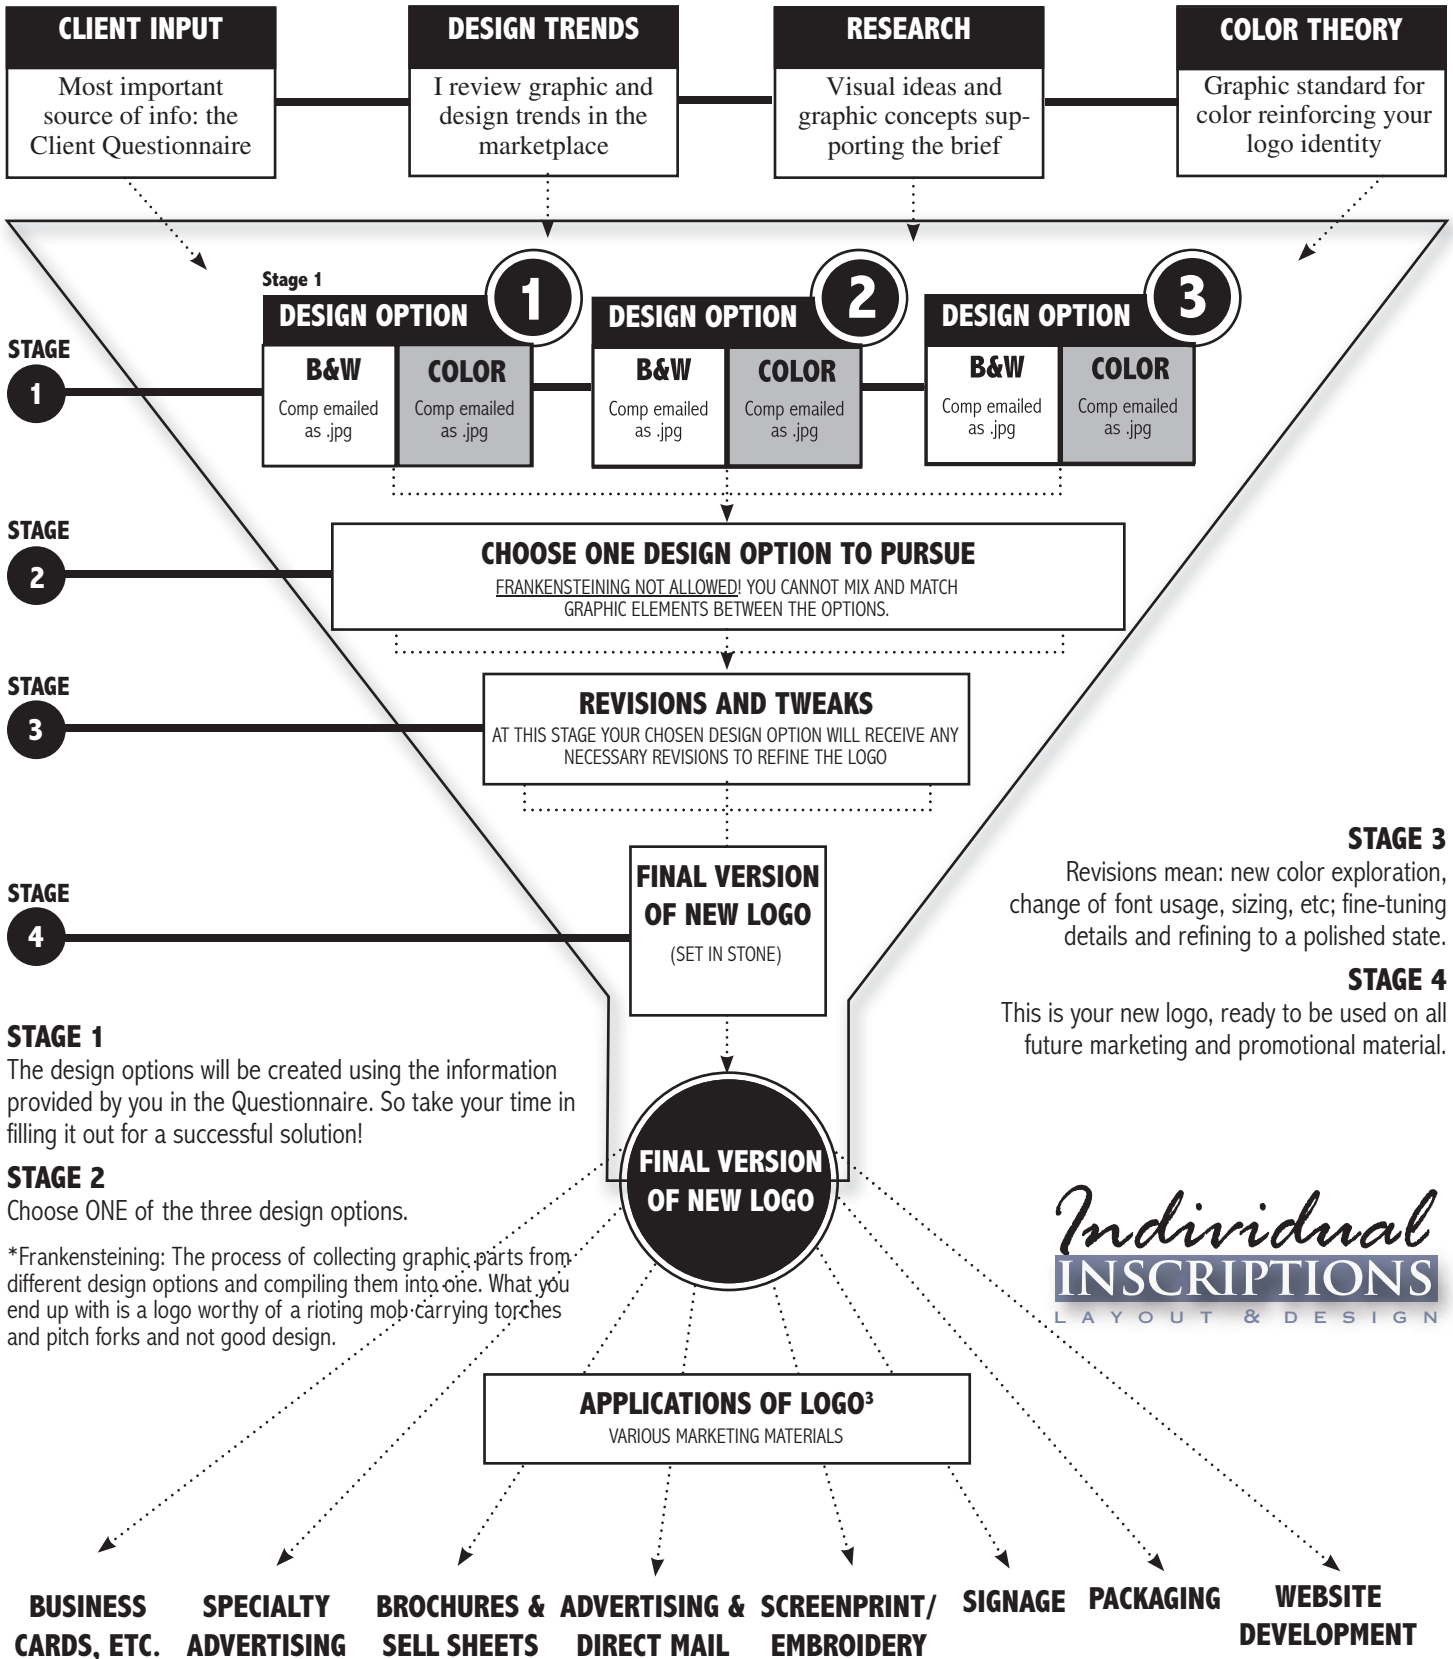 CLIENT INPUT
Most important
source of info: the
Client Questionnaire
DESIGN TRENDS
I review graphic and
design trends in the
marketplace
RESEARCH
Visual ideas and
graphic concepts sup-
porting the brief
COLOR THEORY
Graphic standard for
color reinforcing your
logo identity
Stage 1
DESIGN OPTION
1
B&W
Comp emailed
as .jpg
COLOR
Comp emailed
as .jpg
DESIGN OPTION
2
B&W
Comp emailed
as .jpg
COLOR
Comp emailed
as .jpg
DESIGN OPTION
3
B&W
Comp emailed
as .jpg
COLOR
Comp emailed
as .jpg
STAGE
1
STAGE
2
CHOOSE ONE DESIGN OPTION TO PURSUE
FRANKENSTEINING NOT ALLOWED! YOU CANNOT MIX AND MATCH
GRAPHIC ELEMENTS BETWEEN THE OPTIONS.
STAGE
3
REVISIONS AND TWEAKS
AT THIS STAGE YOUR CHOSEN DESIGN OPTION WILL RECEIVE ANY
NECESSARY REVISIONS TO REFINE THE LOGO
STAGE
4
FINAL VERSION
OF NEW LOGO
(SET IN STONE)
STAGE 3
Revisions mean: new color exploration,
change of font usage, sizing, etc; fine-tuning
details and refining to a polished state.
STAGE 4
This is your new logo, ready to be used on all
future marketing and promotional material.
STAGE 1
The design options will be created using the information
provided by you in the Questionnaire. So take your time in
filling it out for a successful solution!
STAGE 2
Choose ONE of the three design options.
*Frankensteining: The process of collecting graphic parts from
different design options and compiling them into one. What you
end up with is a logo worthy of a rioting mob carrying torches
and pitch forks and not good design.
FINAL VERSION
OF NEW LOGO
Individual
INSCRIPTIONS
LAYOUT & DESIGN
APPLICATIONS OF LOGO³
VARIOUS MARKETING MATERIALS
BUSINESS
CARDS, ETC.
SPECIALTY
ADVERTISING
BROCHURES &
SELL SHEETS
ADVERTISING &
DIRECT MAIL
SCREENPRINT/
EMBROIDERY
SIGNAGE
PACKAGING
WEBSITE
DEVELOPMENT